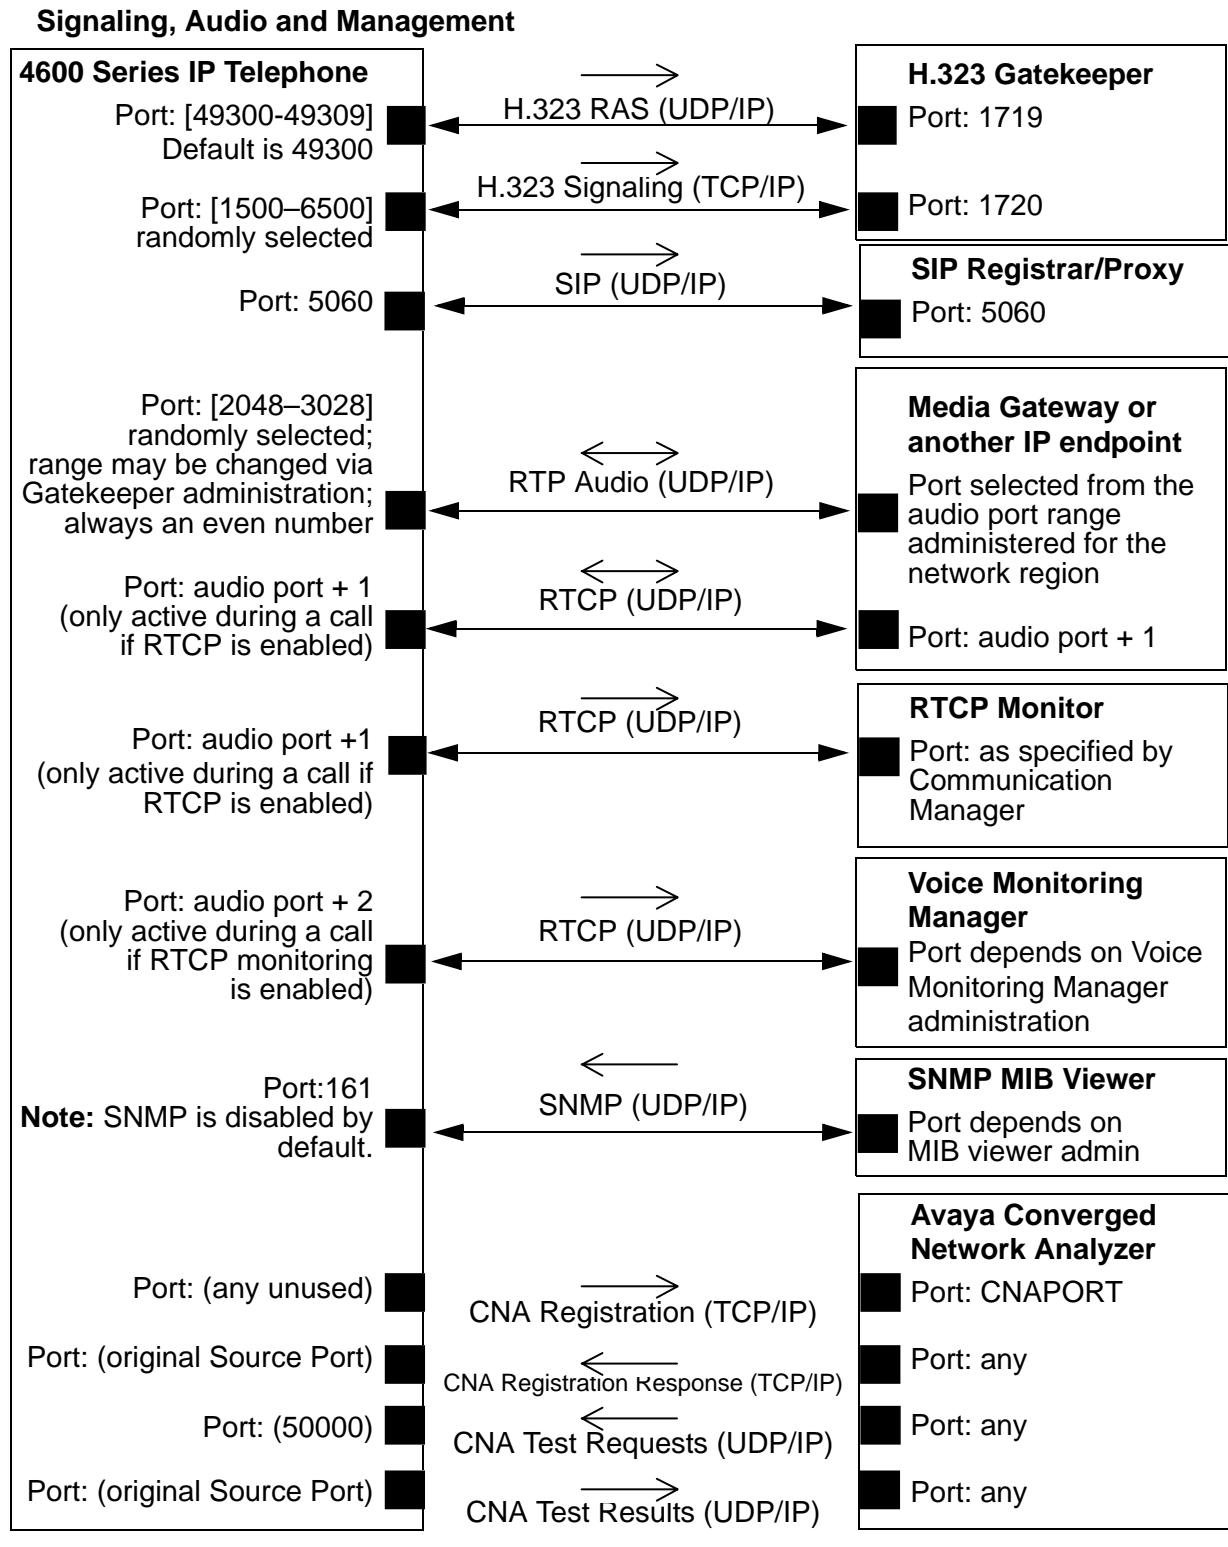 Signaling, Audio and Management
4600 Series IP Telephone
Port: [49300-49309]
Default is 49300
H.323 RAS (UDP/IP)
H.323 Gatekeeper
Port: 1719
Port: [1500–6500]
randomly selected
H.323 Signaling (TCP/IP)
Port: 1720
Port: 5060
SIP (UDP/IP)
SIP Registrar/Proxy
Port: 5060
Port: [2048–3028]
randomly selected;
range may be changed via
Gatekeeper administration;
always an even number
RTP Audio (UDP/IP)
Media Gateway or
another IP endpoint
Port selected from the
audio port range
administered for the
network region
Port: audio port + 1
(only active during a call
if RTCP is enabled)
RTCP (UDP/IP)
Port: audio port + 1
Port: audio port +1
(only active during a call if
RTCP is enabled)
RTCP (UDP/IP)
RTCP Monitor
Port: as specified by
Communication
Manager
Port: audio port + 2
(only active during a call
if RTCP monitoring
is enabled)
RTCP (UDP/IP)
Voice Monitoring
Manager
Port depends on Voice
Monitoring Manager
administration
Port:161
Note: SNMP is disabled by
default.
SNMP (UDP/IP)
SNMP MIB Viewer
Port depends on
MIB viewer admin
Avaya Converged
Network Analyzer
Port: (any unused)
CNA Registration (TCP/IP)
Port: CNAPORT
Port: (original Source Port)
CNA Registration Response (TCP/IP)
Port: any
Port: (50000)
CNA Test Requests (UDP/IP)
Port: any
Port: (original Source Port)
CNA Test Results (UDP/IP)
Port: any